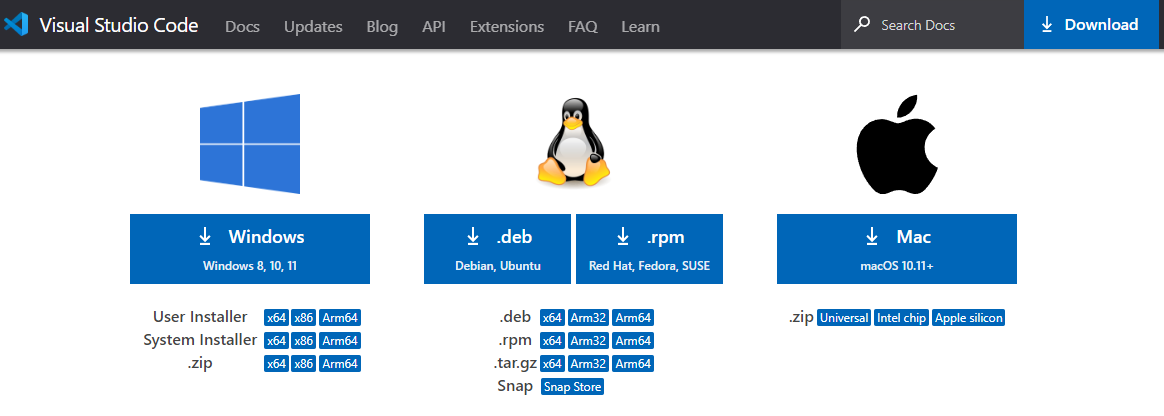 Visual Studio Code Docs Updates Blog API Extensions FAQ Learn Search Docs Download
Windows
Windows 8, 10, 11
.deb
Debian, Ubuntu
.rpm
Red Hat, Fedora, SUSE
Mac
macOS 10.11+
User Installer x64 x86 Arm64
System Installer x64 x86 Arm64
.zip x64 x86 Arm64
.deb x64 Arm32 Arm64
.rpm x64 Arm32 Arm64
.tar.gz x64 Arm32 Arm64
Snap Snap Store
.zip Universal Intel chip Apple silicon